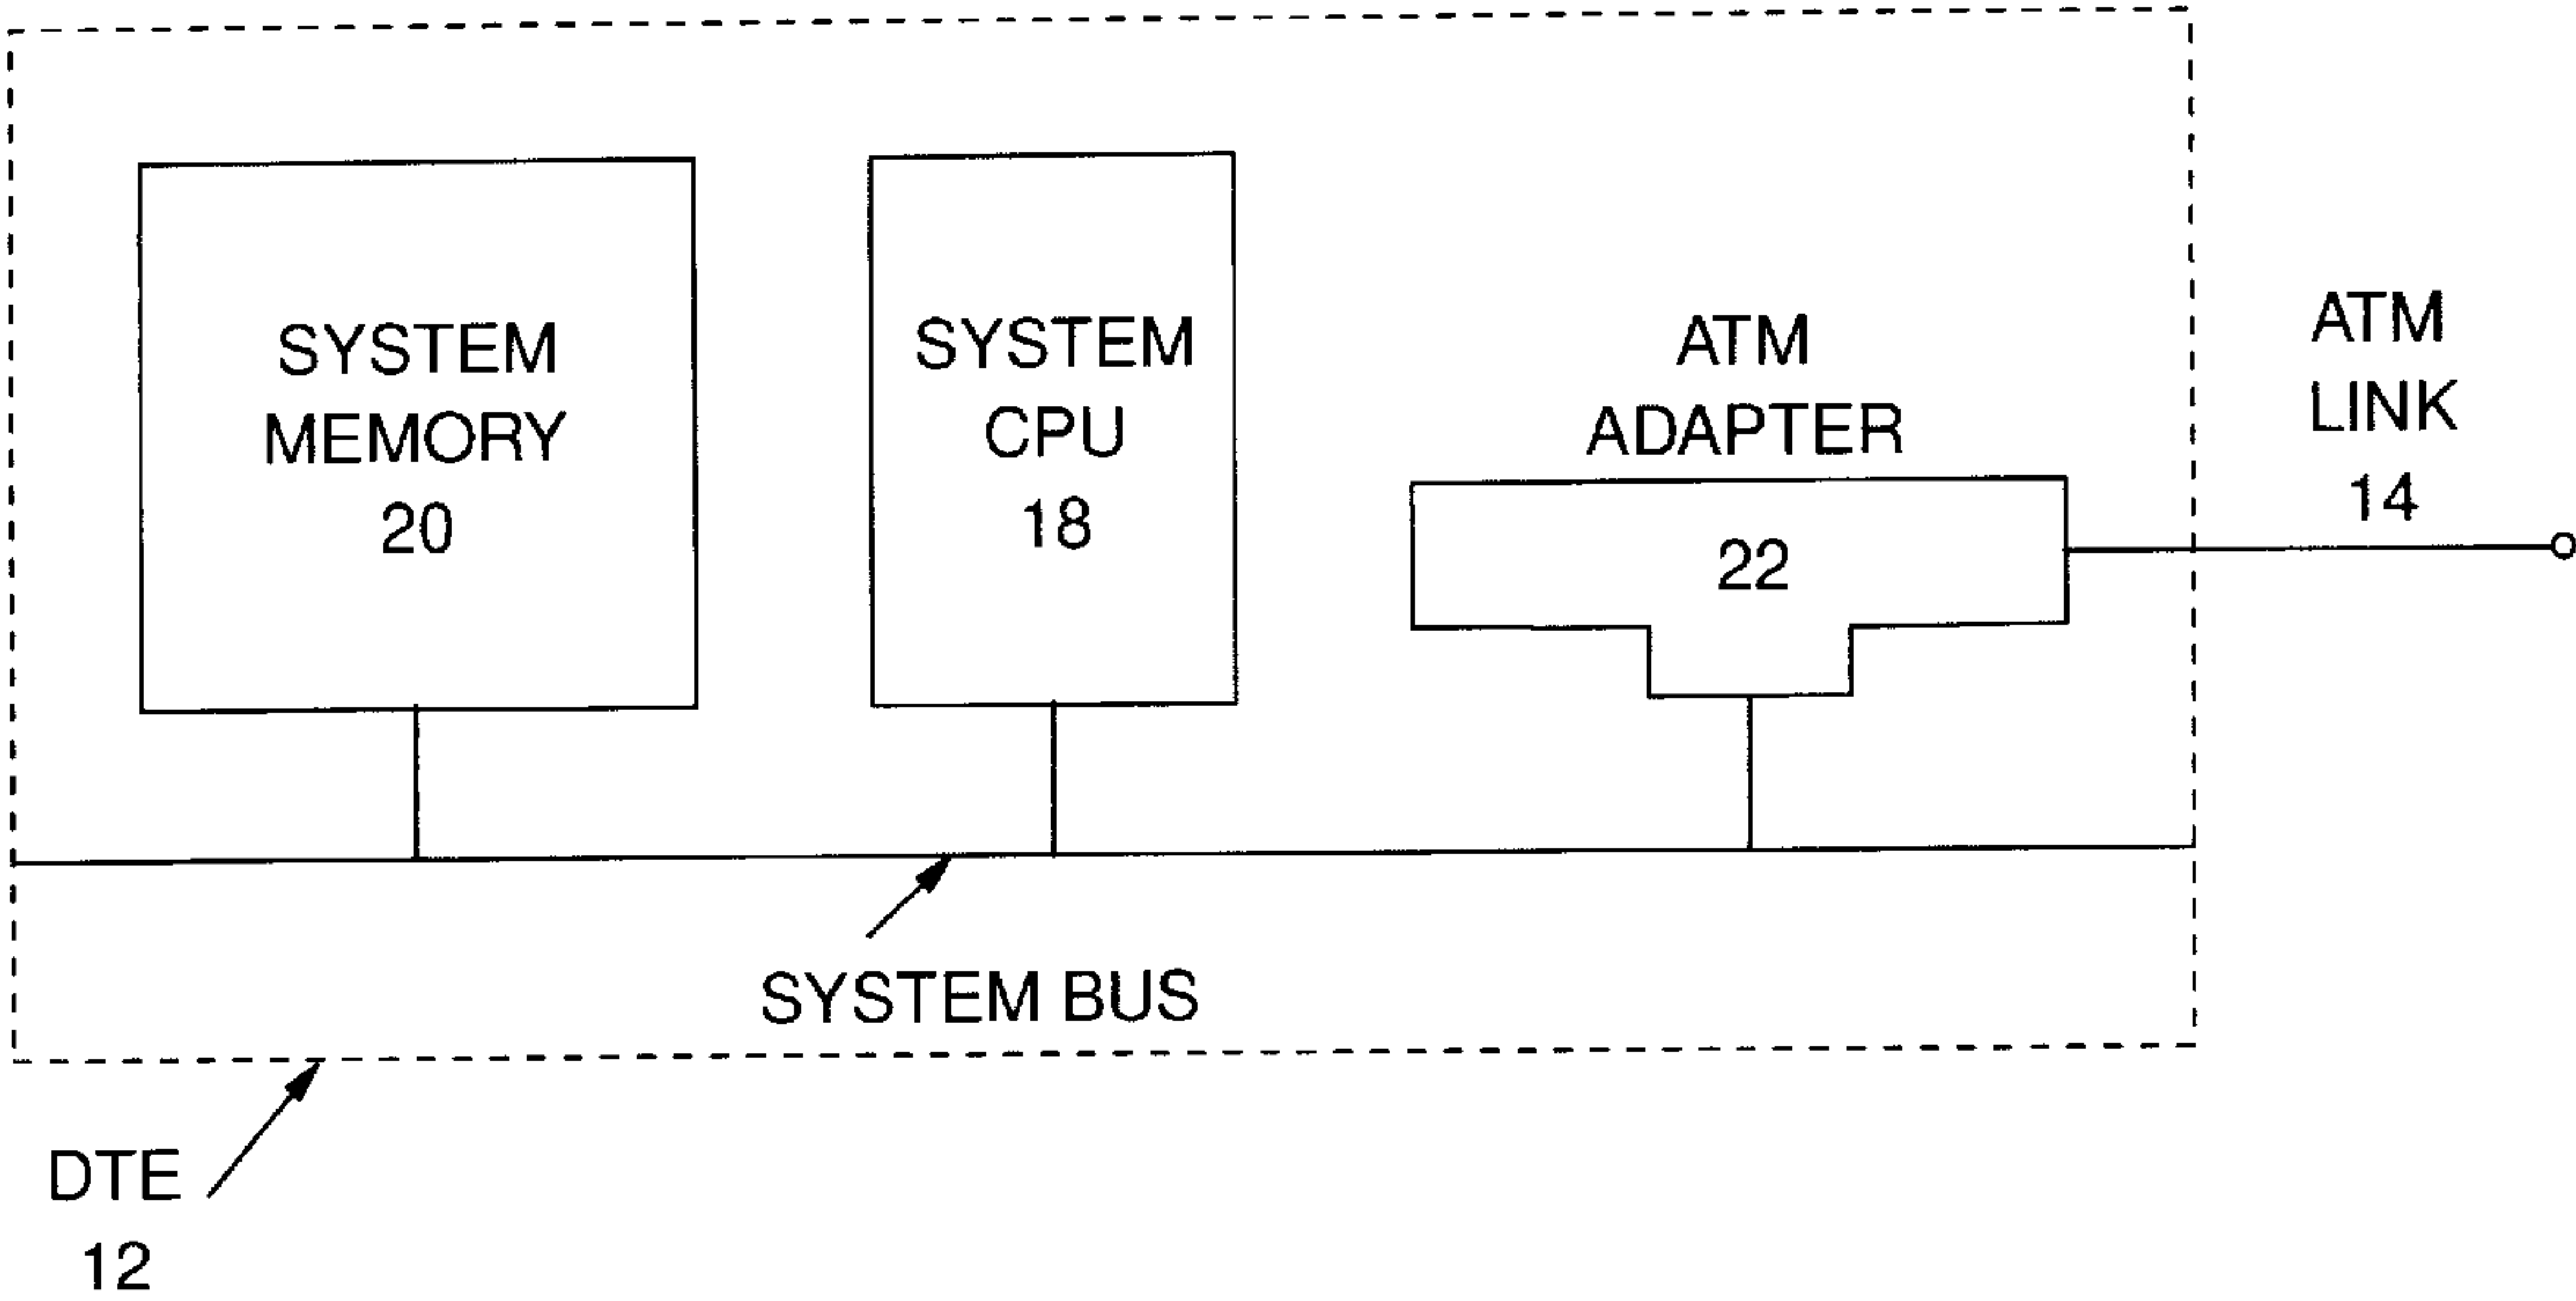 SYSTEM
MEMORY
20
SYSTEM
CPU
18
ATM
ADAPTER
22
ATM
LINK
14
SYSTEM BUS
DTE
12